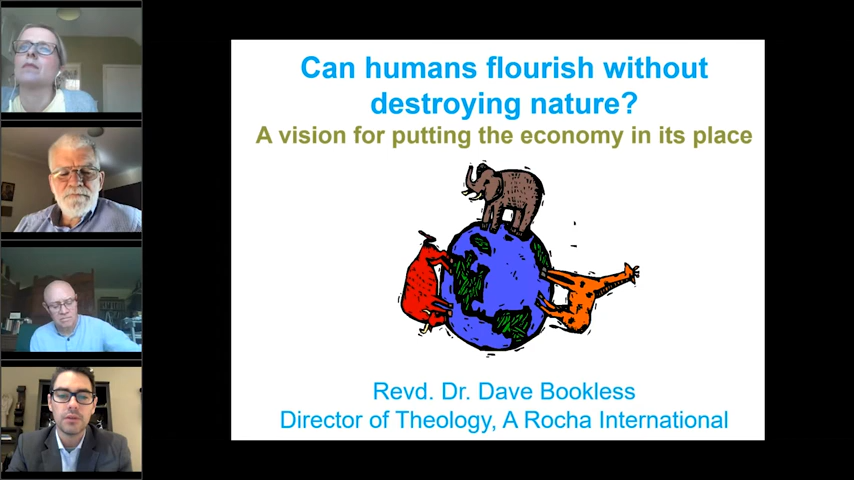 Can humans flourish without
destroying nature?
A vision for putting the economy in its place
Revd. Dr. Dave Bookless
Director of Theology, A Rocha International